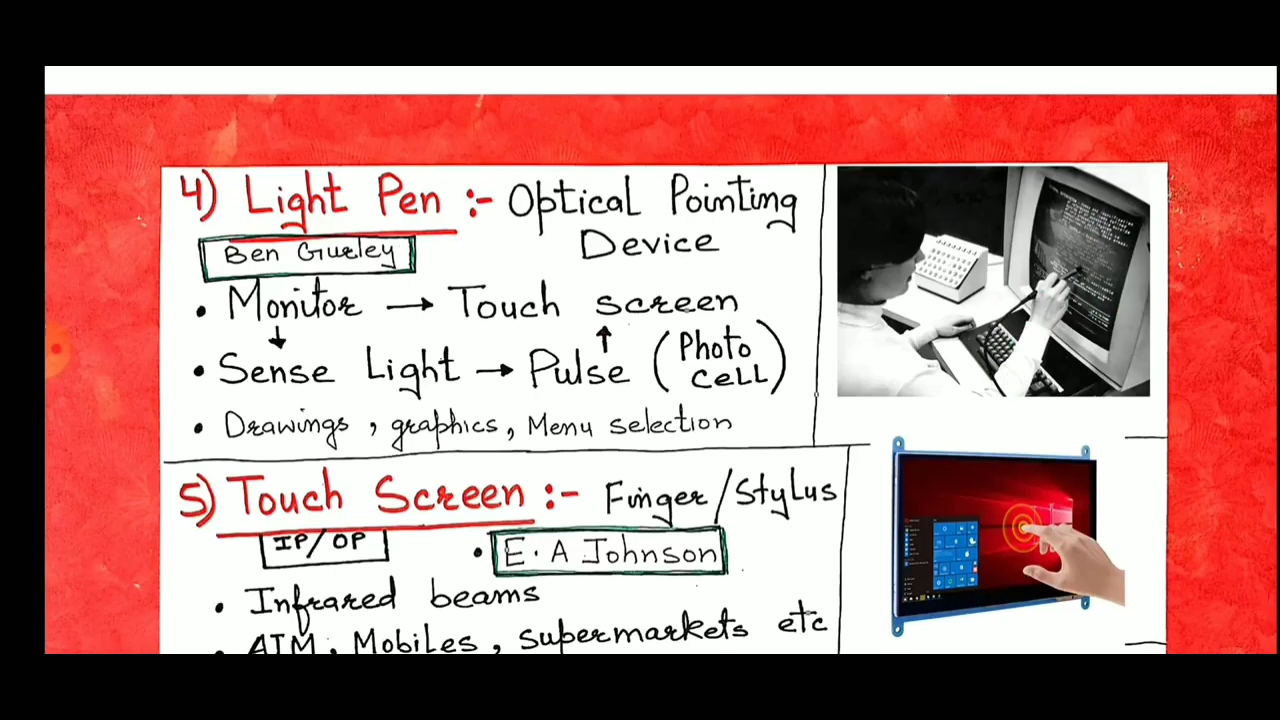 4) Light Pen :- Optical Pointing
Device
Ben Gurley
• Monitor → Touch screen
• Sense Light → Pulse (Photo
CELL)
• Drawings, graphics, Menu selection
5) Touch Screen :- Finger/Stylus
IP/OP
• E. A Johnson
• Infrared beams
• ATM, Mobiles, supermarkets etc